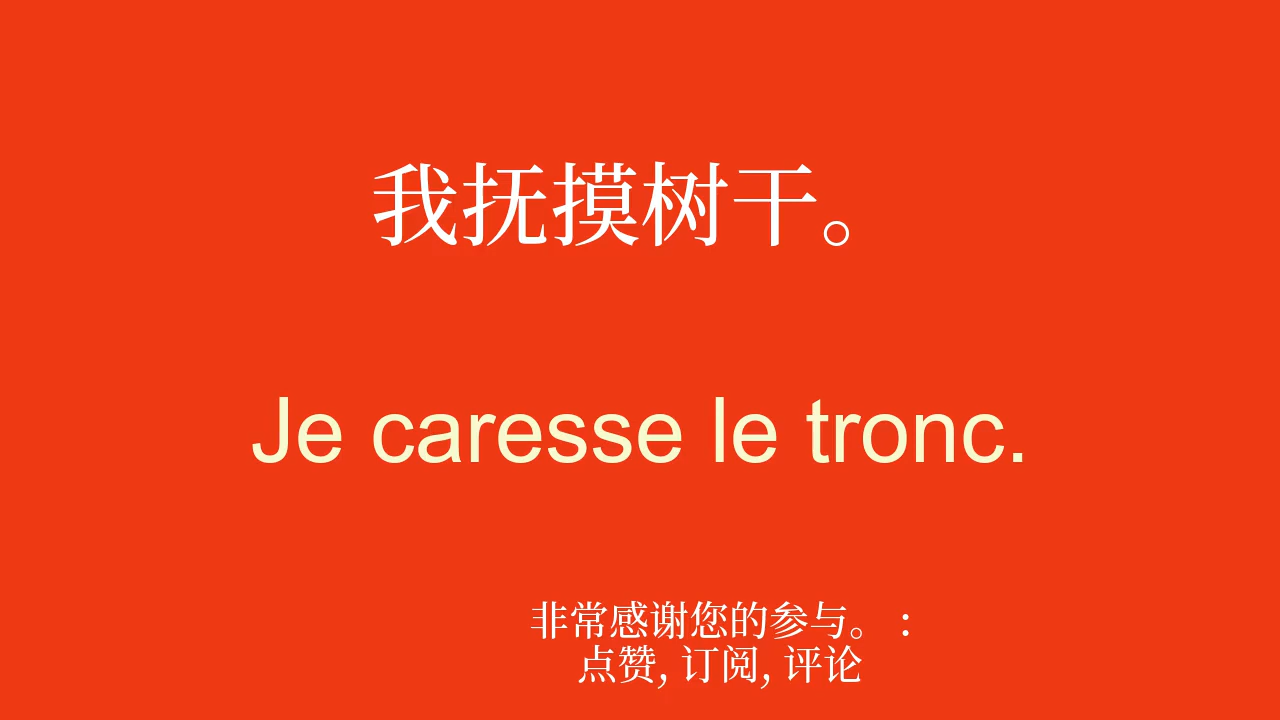 我抚摸树干。
Je caresse le tronc.
非常感谢您的参与。 :
点赞, 订阅, 评论